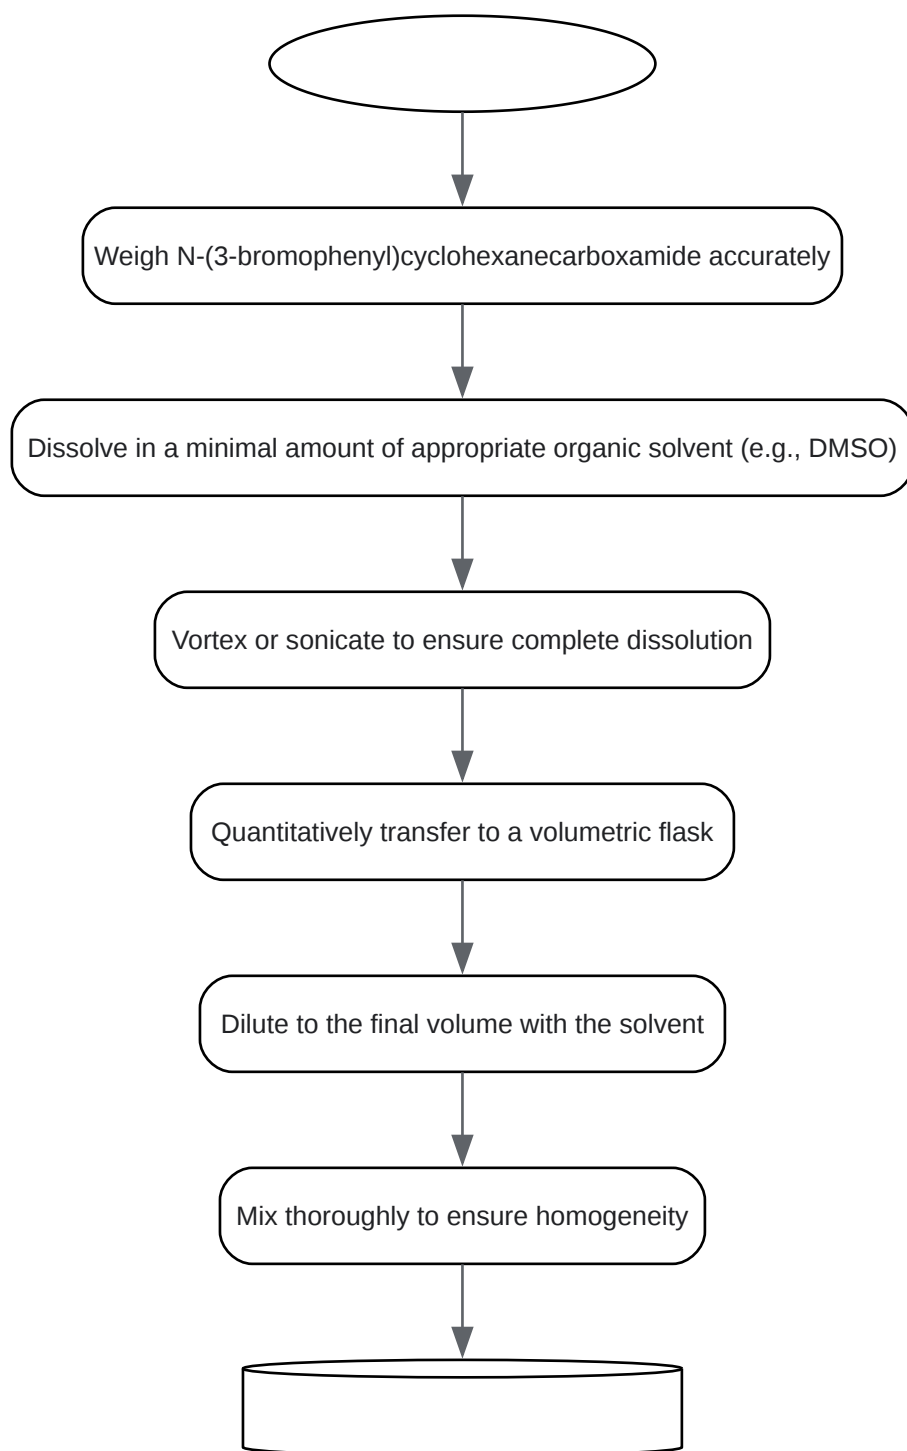 Weigh N-(3-bromophenyl)cyclohexanecarboxamide accurately
Dissolve in a minimal amount of appropriate organic solvent (e.g., DMSO)
Vortex or sonicate to ensure complete dissolution
Quantitatively transfer to a volumetric flask
Dilute to the final volume with the solvent
Mix thoroughly to ensure homogeneity